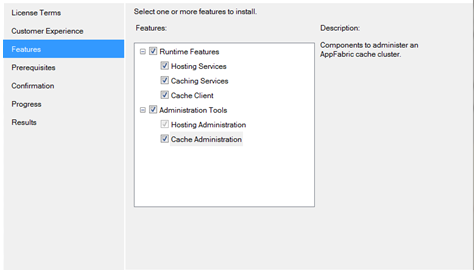 License Terms
Customer Experience
Features
Prerequisites
Confirmation
Progress
Results
Select one or more features to install.
Features:
Runtime Features
Hosting Services
Caching Services
Cache Client
Administration Tools
Hosting Administration
Cache Administration
Description:
Components to administer an
AppFabric cache cluster.